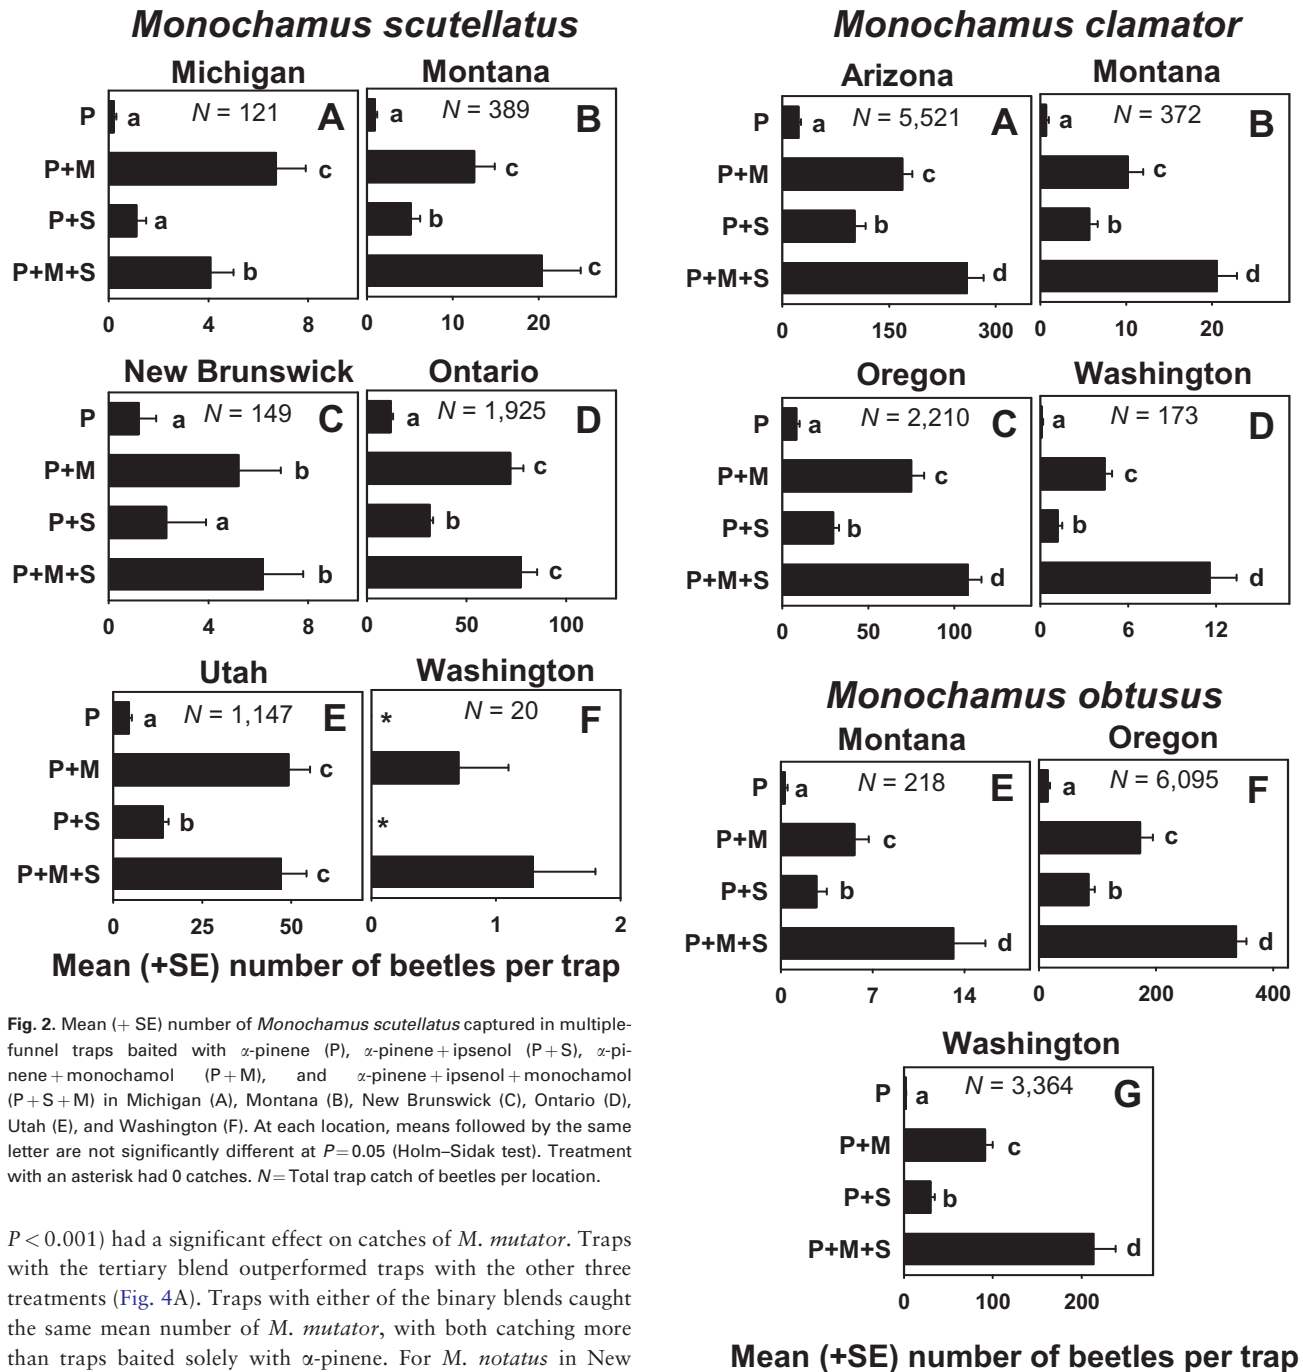 Monochamus scutellatus
Michigan
Montana
P
P+M
P+S
P+M+S
a
c
a
b
N = 121
A
0
4
8
a
c
b
c
N = 389
B
0
10
20
New Brunswick
Ontario
P
P+M
P+S
P+M+S
a
b
a
b
N = 149
C
0
4
8
a
c
b
c
N = 1,925
D
0
50
100
Utah
Washington
P
P+M
P+S
P+M+S
a
c
b
c
N = 1,147
E
0
25
50
*
*
N = 20
F
0
1
2
Mean (+SE) number of beetles per trap
Fig. 2. Mean (+ SE) number of Monochamus scutellatus captured in multiple-
funnel traps baited with α-pinene (P), α-pinene + ipsenol (P + S), α-pi-
nene + monochamol (P + M), and α-pinene + ipsenol + monochamol
(P + S + M) in Michigan (A), Montana (B), New Brunswick (C), Ontario (D),
Utah (E), and Washington (F). At each location, means followed by the same
letter are not significantly different at P = 0.05 (Holm–Sidak test). Treatment
with an asterisk had 0 catches. N = Total trap catch of beetles per location.
P < 0.001) had a significant effect on catches of M. mutator. Traps
with the tertiary blend outperformed traps with the other three
treatments (Fig. 4A). Traps with either of the binary blends caught
the same mean number of M. mutator, with both catching more
than traps baited solely with α-pinene. For M. notatus in New
Monochamus clamator
Arizona
Montana
P
P+M
P+S
P+M+S
a
c
b
d
N = 5,521
A
0
150
300
a
c
b
d
N = 372
B
0
10
20
Oregon
Washington
P
P+M
P+S
P+M+S
a
c
b
d
N = 2,210
C
0
50
100
a
c
b
d
N = 173
D
0
6
12
Monochamus obtusus
Montana
Oregon
P
P+M
P+S
P+M+S
a
c
b
d
N = 218
E
0
7
14
a
c
b
d
N = 6,095
F
0
200
400
Washington
P
P+M
P+S
P+M+S
a
c
b
d
N = 3,364
G
0
100
200
Mean (+SE) number of beetles per trap